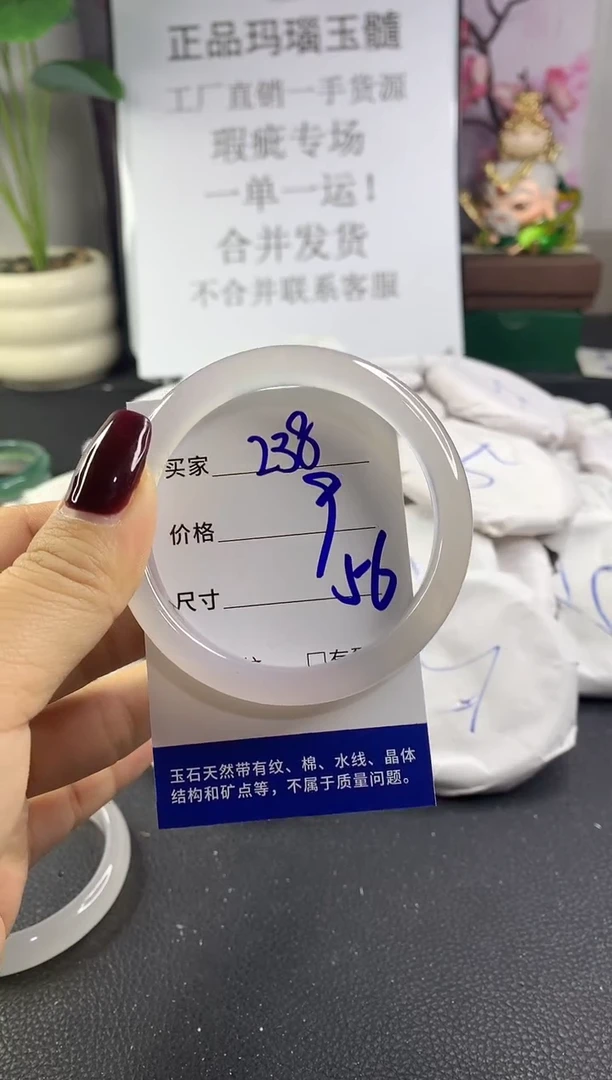 正品玛瑙玉髓
工厂直销一手货源
瑕疵专场
一单一运!
合并发货
不合并联系客服
买家 238
价格 9
尺寸 56
玉石天然带有纹、棉、水线、晶体
结构和矿点等，不属于质量问题。